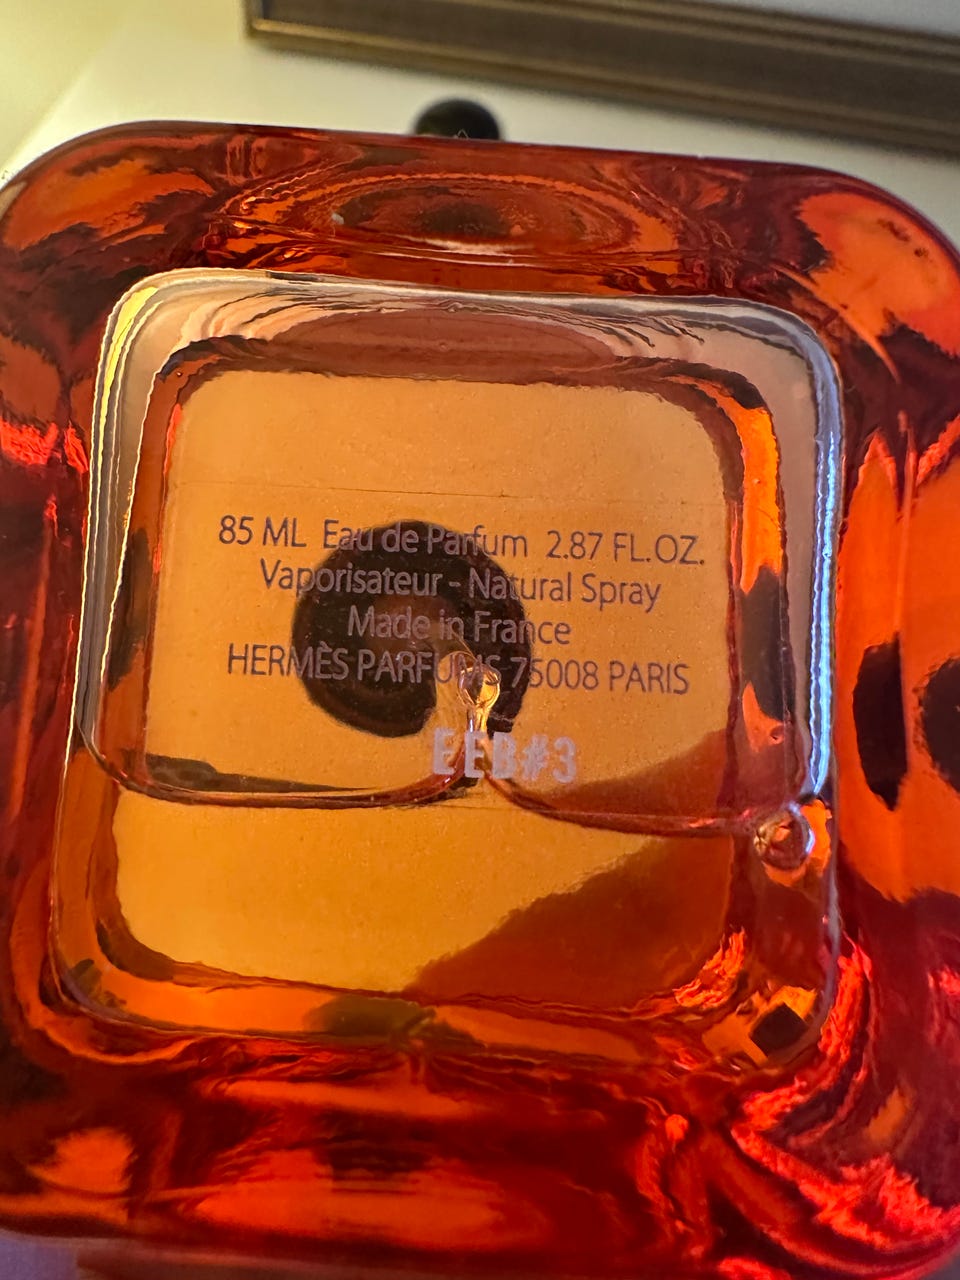 85 ML Eau de Parfum 2.87 FL.OZ.
Vaporisateur - Natural Spray
Made in France
HERMÈS PARFUMS 75008 PARIS
EEB#3